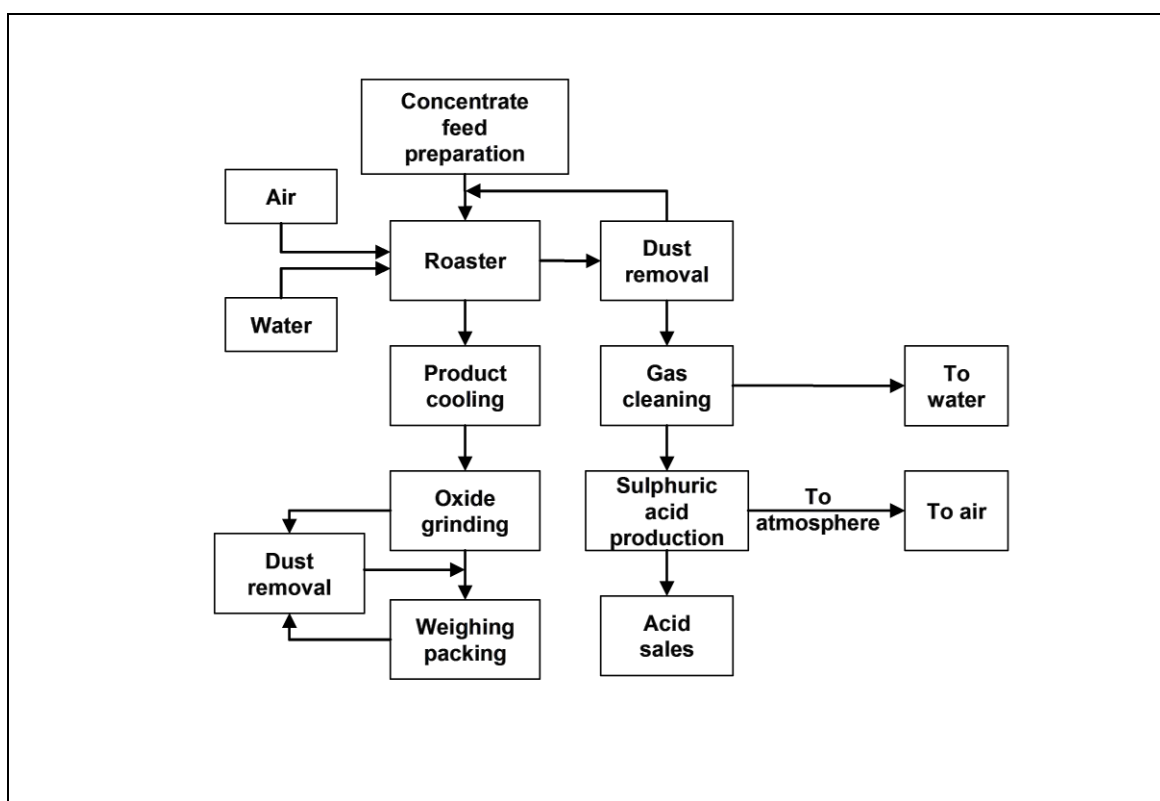 Concentrate
feed
preparation
Air
Roaster
Dust
removal
Water
Product
cooling
Gas
cleaning
To
water
Oxide
grinding
Sulphuric
acid
production
To
atmosphere
To air
Dust
removal
Weighing
packing
Acid
sales